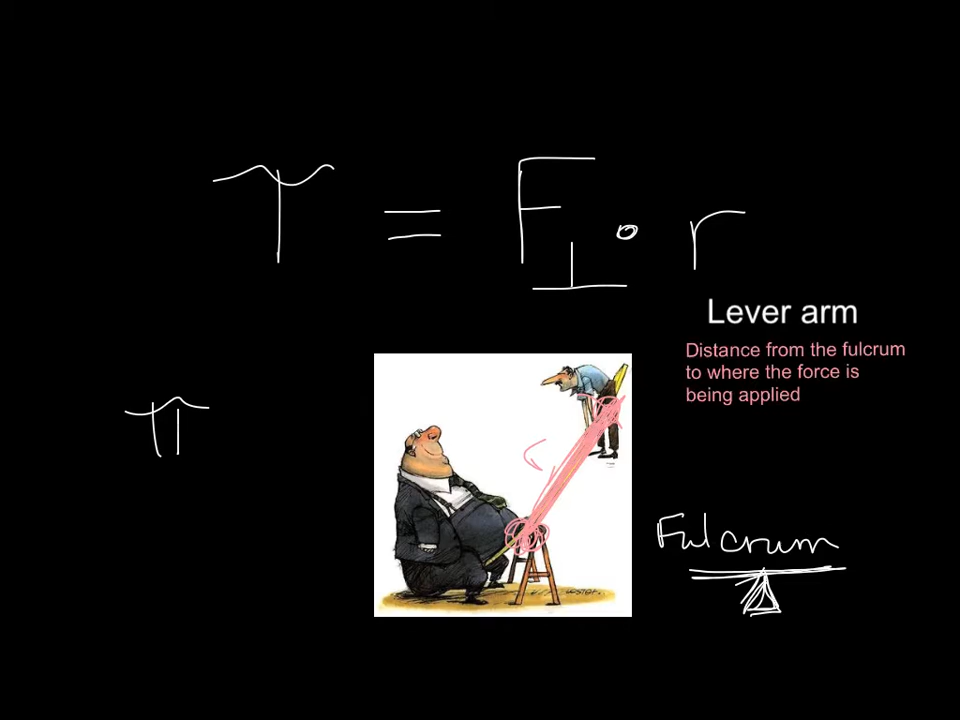 τ = F⊥ ∘ r
Lever arm
Distance from the fulcrum
to where the force is
being applied
π
Fulcrum